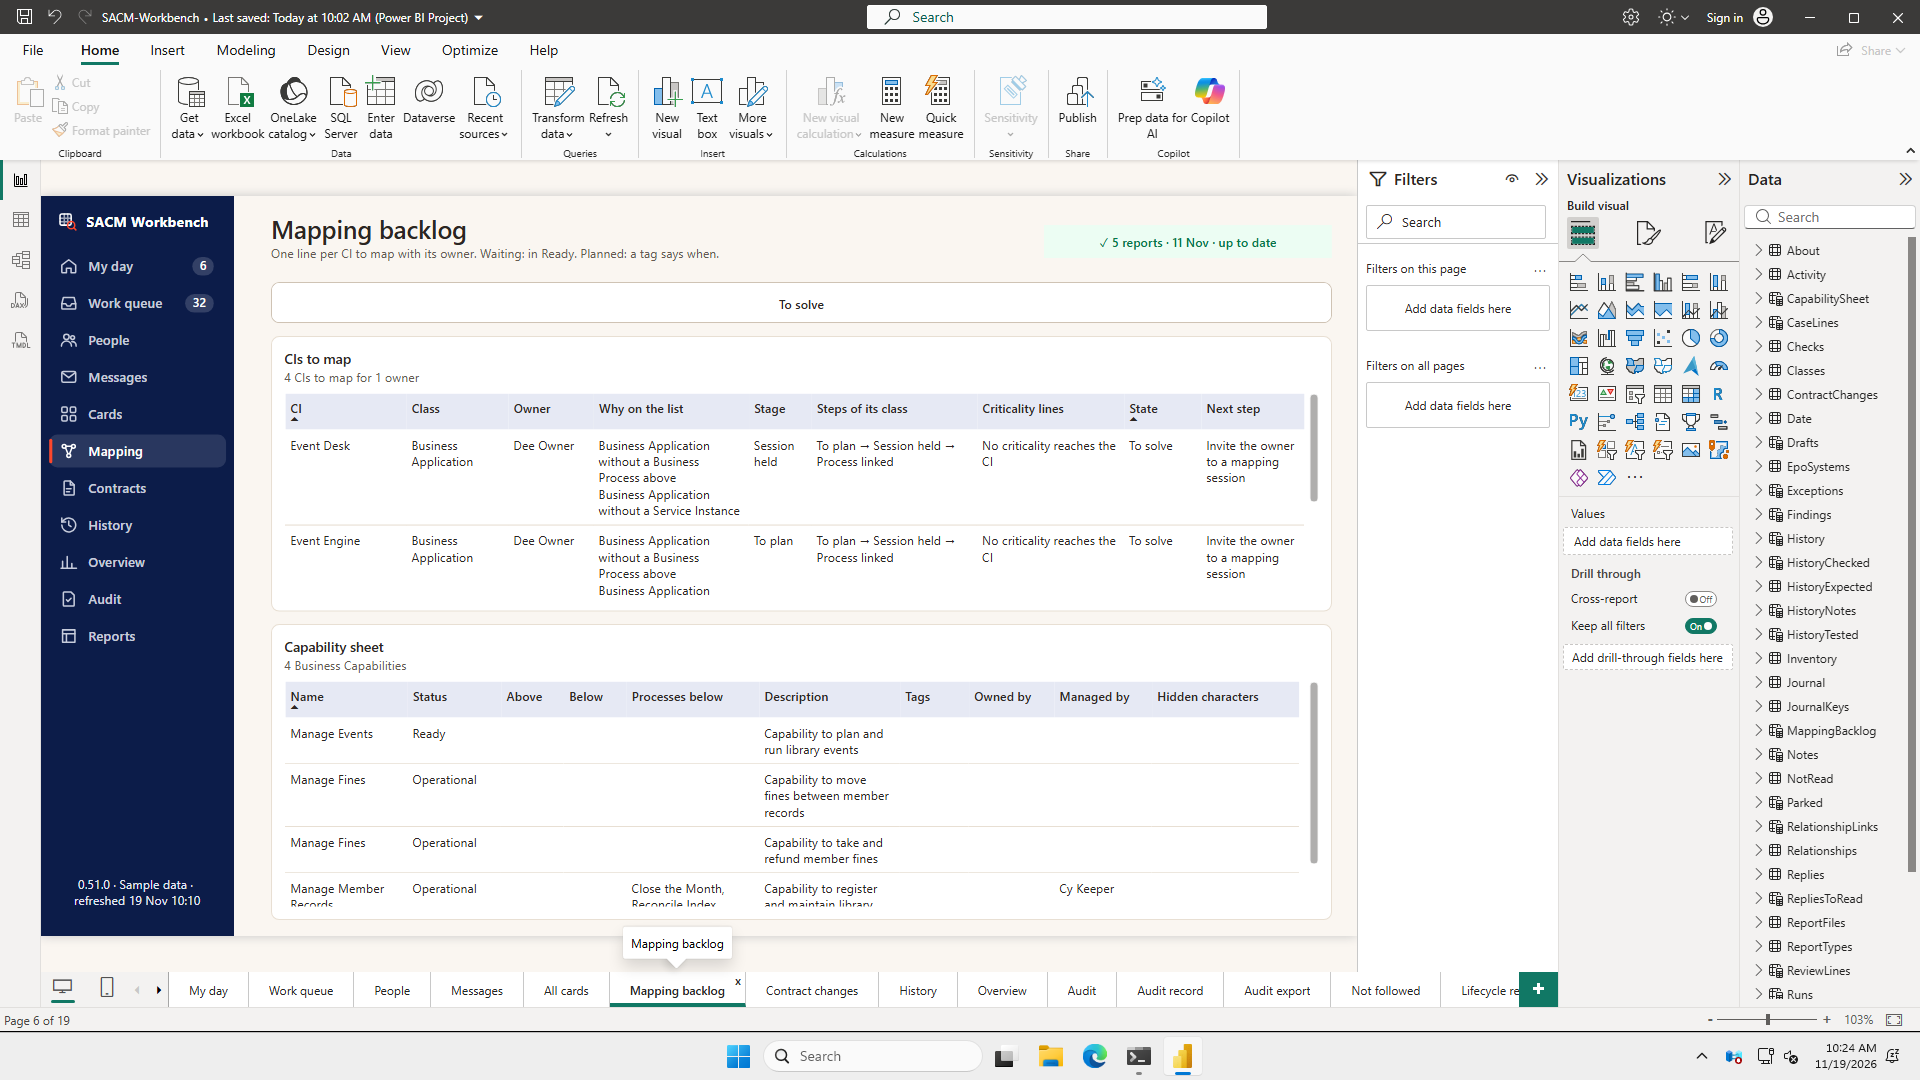 SACM-Workbench • Last saved: Today at 10:02 AM (Power BI Project)
Search
Sign in
File
Home
Insert
Modeling
Design
View
Optimize
Help
Share
Paste
Cut
Copy
Format painter
Clipboard
Get data
Excel workbook
OneLake catalog
SQL Server
Enter data
Dataverse
Recent sources
Data
Transform data
Refresh
Queries
New visual
Text box
More visuals
Insert
New visual calculation
New measure
Quick measure
Calculations
Sensitivity
Sensitivity
Publish
Share
Prep data for AI
Copilot
Copilot
DAX
TMDL
SACM Workbench
My day 6
Work queue 32
People
Messages
Cards
Mapping
Contracts
History
Overview
Audit
Reports
0.51.0 · Sample data ·
refreshed 19 Nov 10:10
Mapping backlog
One line per CI to map with its owner. Waiting: in Ready. Planned: a tag says when.
✓ 5 reports · 11 Nov · up to date
To solve
CIs to map
4 CIs to map for 1 owner
CI Class Owner Why on the list Stage Steps of its class Criticality lines State Next step
Event Desk Business Application Dee Owner Business Application without a Business Process above Business Application without a Service Instance Session held To plan → Session held → Process linked No criticality reaches the CI To solve Invite the owner to a mapping session
Event Engine Business Application Dee Owner Business Application without a Business Process above Business Application To plan To plan → Session held → Process linked No criticality reaches the CI To solve Invite the owner to a mapping session
Capability sheet
4 Business Capabilities
Name Status Above Below Processes below Description Tags Owned by Managed by Hidden characters
Manage Events Ready Capability to plan and run library events
Manage Fines Operational Capability to move fines between member records
Manage Fines Operational Capability to take and refund member fines
Manage Member Records Operational Close the Month, Reconcile Index Capability to register and maintain library Cy Keeper
Mapping backlog
My day
Work queue
People
Messages
All cards
Mapping backlog x
Contract changes
History
Overview
Audit
Audit record
Audit export
Not followed
Lifecycle re
+
Page 6 of 19
- + 103%
Filters
Search
Filters on this page ...
Add data fields here
Filters on all pages ...
Add data fields here
Visualizations
Build visual
123
R
Py
...
Values
Add data fields here
Drill through
Cross-report Off
Keep all filters On
Add drill-through fields here
Data
Search
About
Activity
CapabilitySheet
CaseLines
Checks
Classes
ContractChanges
Date
Drafts
EpoSystems
Exceptions
Findings
History
HistoryChecked
HistoryExpected
HistoryNotes
HistoryTested
Inventory
Journal
JournalKeys
MappingBacklog
Notes
NotRead
Parked
RelationshipLinks
Relationships
Replies
RepliesToRead
ReportFiles
ReportTypes
ReviewLines
Runs
Search
10:24 AM
11/19/2026